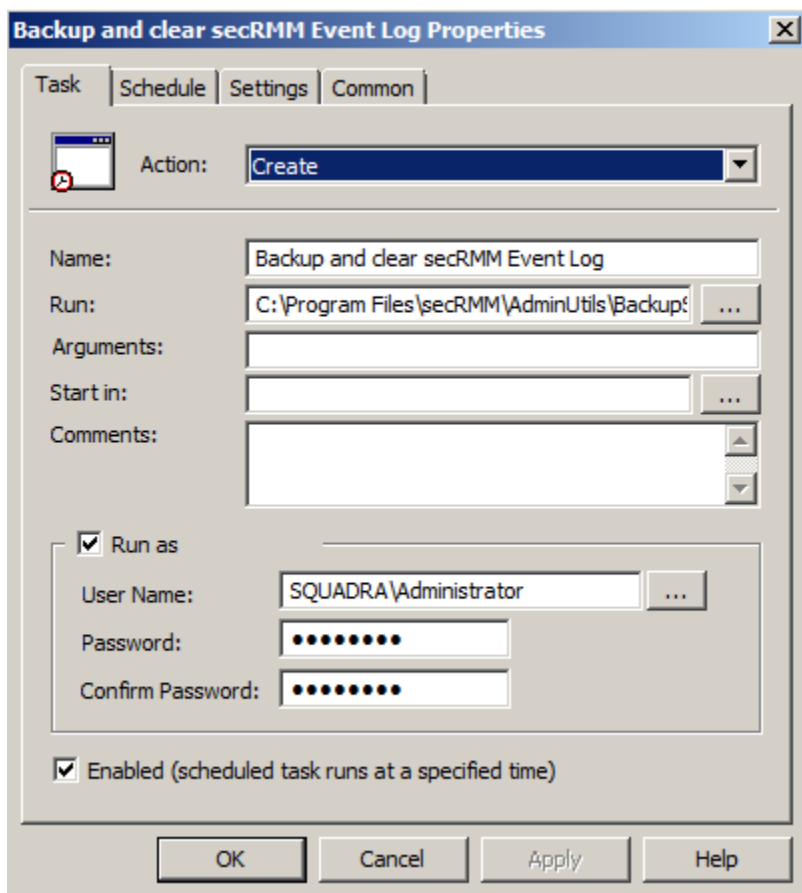 Backup and clear secRMM Event Log Properties
Task Schedule Settings Common
Action: Create
Name: Backup and clear secRMM Event Log
Run: C:\Program Files\secRMM\AdminUtils\Backup ...
Arguments:
Start in: ...
Comments:
Run as
User Name: SQUADRA\Administrator ...
Password: ••••••••
Confirm Password: ••••••••
Enabled (scheduled task runs at a specified time)
OK Cancel Apply Help